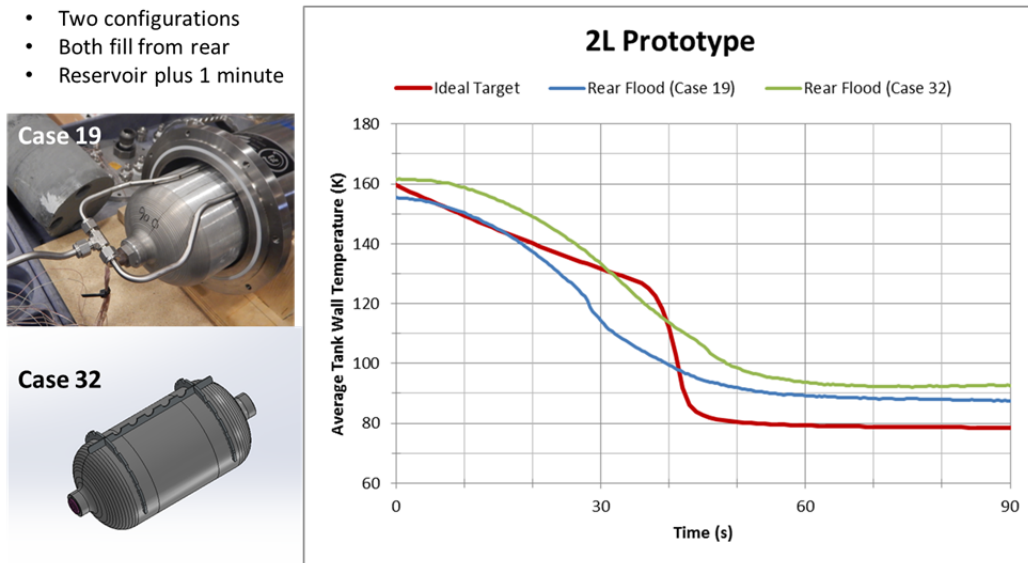 • Two configurations
• Both fill from rear
• Reservoir plus 1 minute
Case 19
Case 32
2L Prototype
Ideal Target
Rear Flood (Case 19)
Rear Flood (Case 32)
Average Tank Wall Temperature (K)
180
160
140
120
100
80
60
0
30
60
90
Time (s)